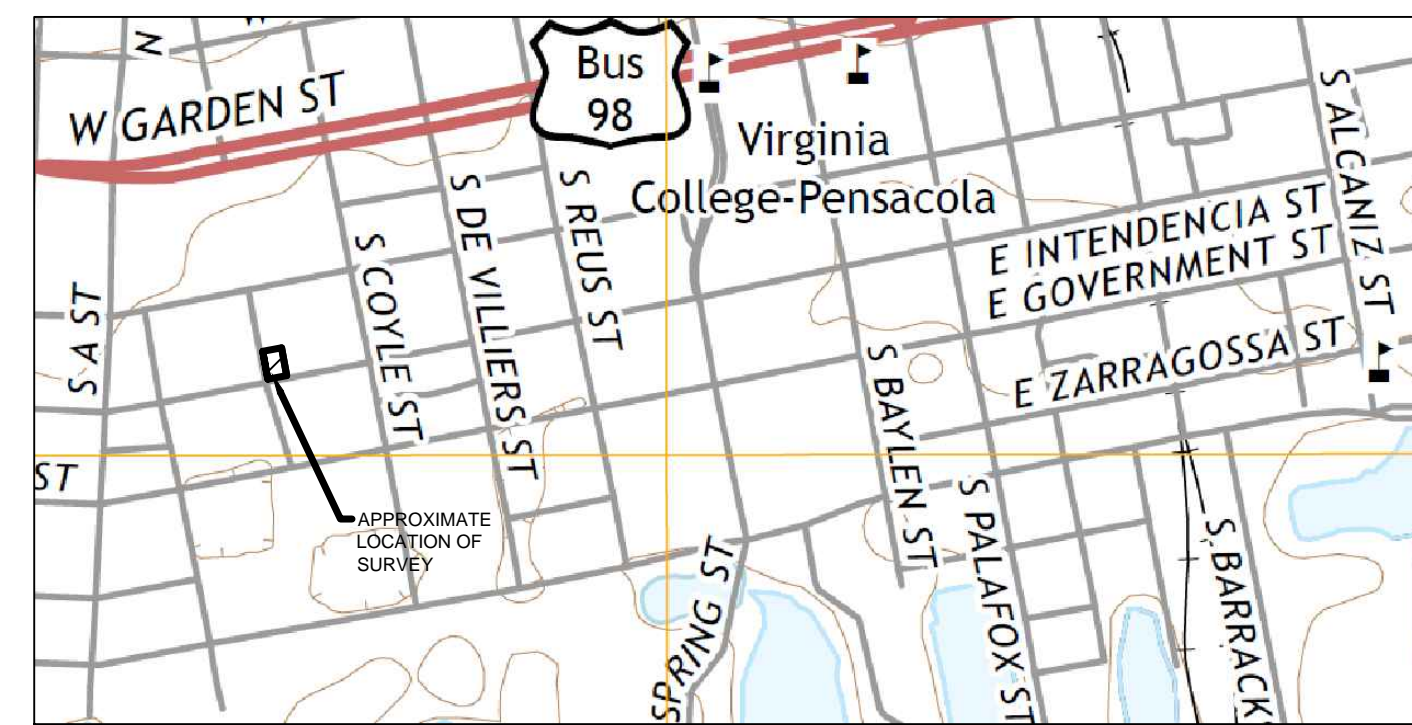 N
W
W GARDEN ST
Bus
98
Virginia
College-Pensacola
S ALCANIZ ST
S DE VILLIERS ST
S REUS ST
S COYLE ST
E INTENDENCIA ST
E GOVERNMENT ST
S A ST
E ZARRAGOSSA ST
S BAYLEN ST
ST
S PALAFOX ST
APPROXIMATE
LOCATION OF
SURVEY
SPRING ST
S BARRACK